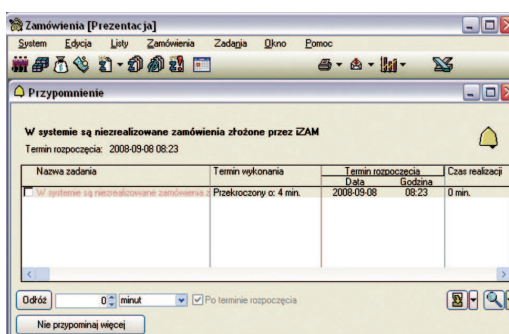 Zamówienia [Prezentacja]
System Edycja Listy Zamówienia Zadania Okno Pomoc
Przypomnienie
W systemie są niezrealizowane zamówienia złożone przez iZAM
Termin rozpoczęcia: 2008-09-08 08:23
Nazwa zadania Termin wykonania Termin rozpoczęcia Czas realizacji
Data Godzina
W systemie są niezrealizowane zamówienia z Przekroczony o: 4 min. 2008-09-08 08:23 0 min.
Odłóż 0 minut Po terminie rozpoczęcia
Nie przypominaj więcej